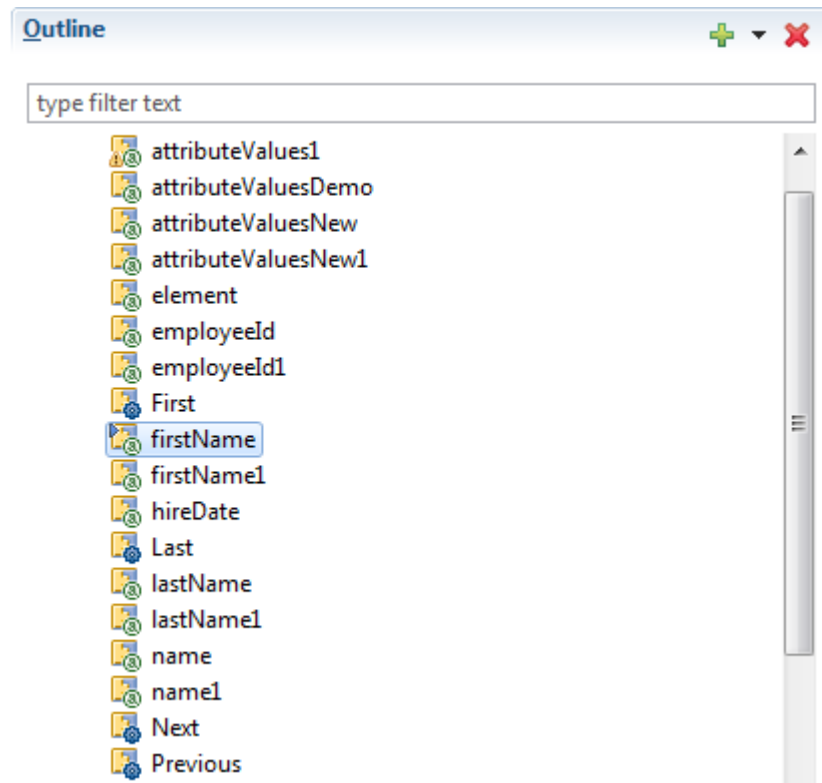 Outline
type filter text
attributeValues1
attributeValuesDemo
attributeValuesNew
attributeValuesNew1
element
employeeId
employeeId1
First
firstName
firstName1
hireDate
Last
lastName
lastName1
name
name1
Next
Previous